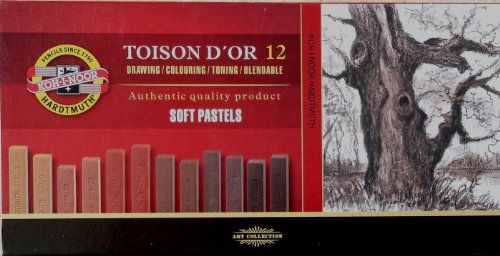 PENCILS SINCE 1790
KOH-I-NOOR
HARDTMUTH
TOISON D'OR 12
DRAWING / COLOURING / TONING / BLENDABLE
Authentic quality product
SOFT PASTELS
KOH-I-NOOR HARDTMUTH
ART COLLECTION